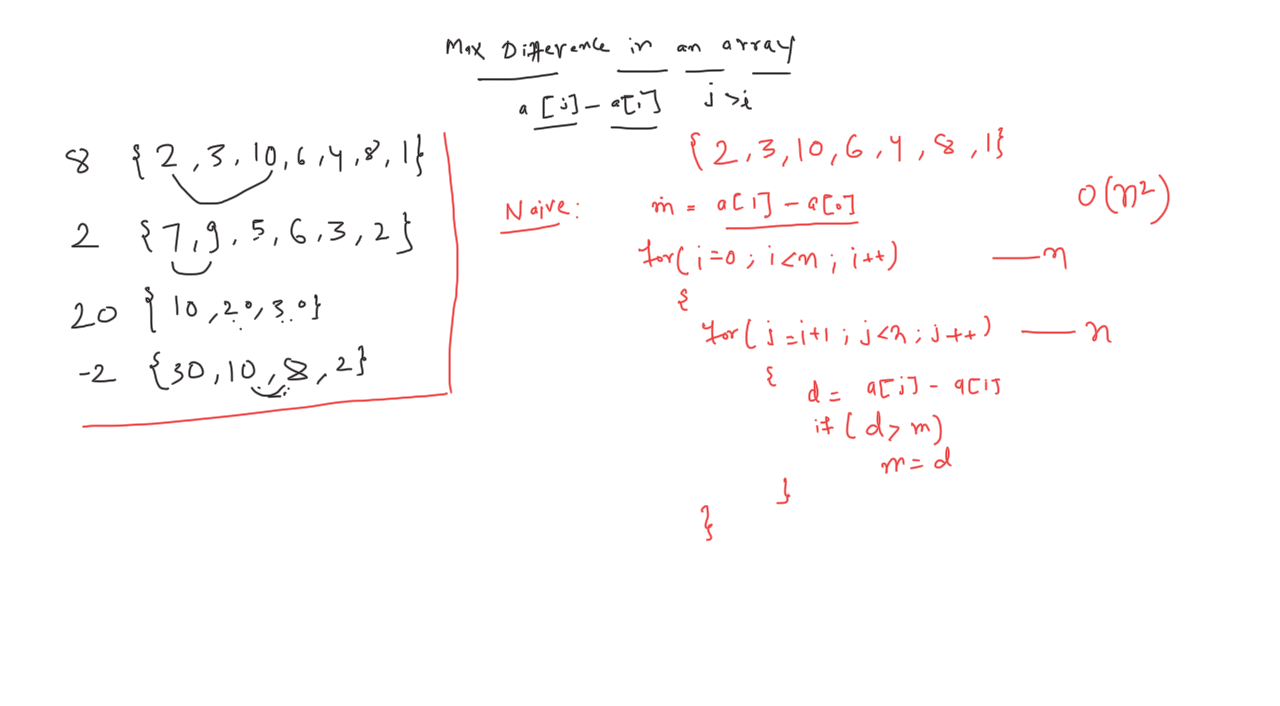 Max Difference in an array
a[j] - a[i] j > i
8 {2, 3, 10, 6, 4, 8, 1}
2 {7, 9, 5, 6, 3, 2}
20 {10, 20, 30}
-2 {30, 10, 8, 2}
{2, 3, 10, 6, 4, 8, 1}
Naive: m = a[1] - a[0] O(n²)
for(i=0; i<n; i++) — n
{
for(j=i+1; j<n; j++) — n
{
d = a[j] - a[i]
if(d > m)
m = d
}
}